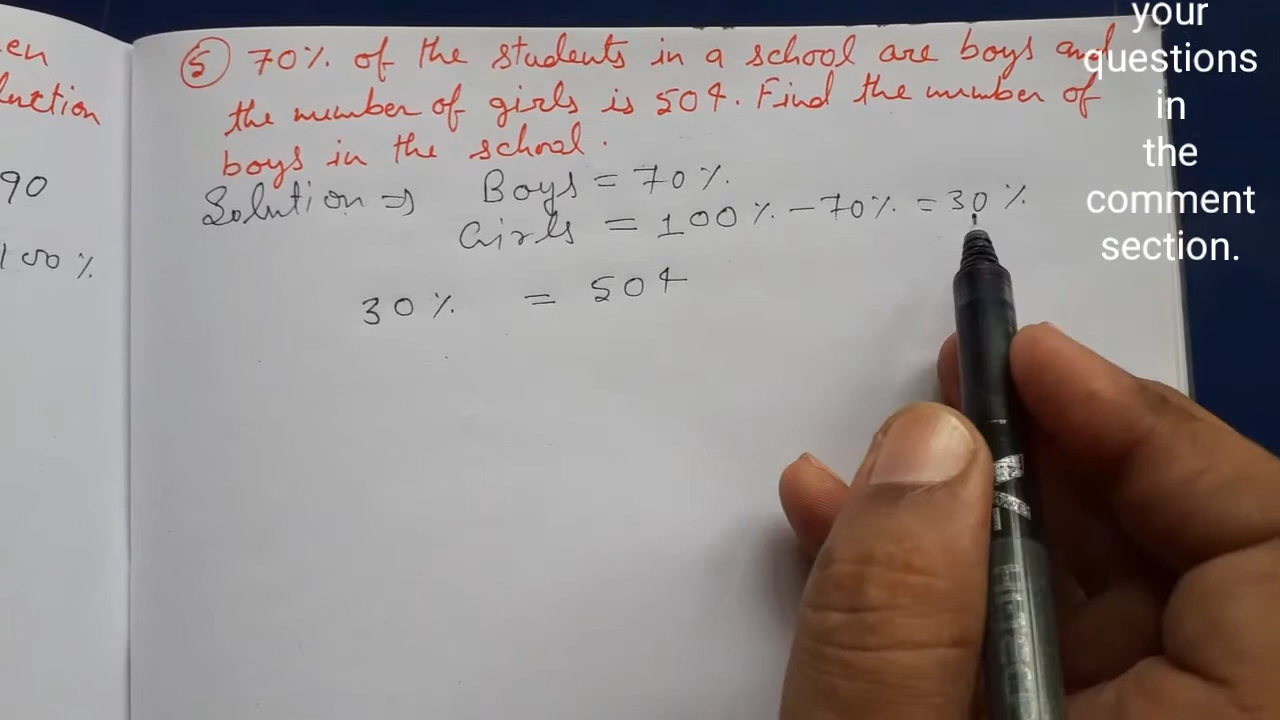 en
luction
90
100%
⑤ 70% of the students in a school are boys and
the number of girls is 504. Find the number of
boys in the school.
Solution ⇒ Boys = 70%.
Girls = 100% - 70% = 30%
30% = 504
your
questions
in
the
comment
section.